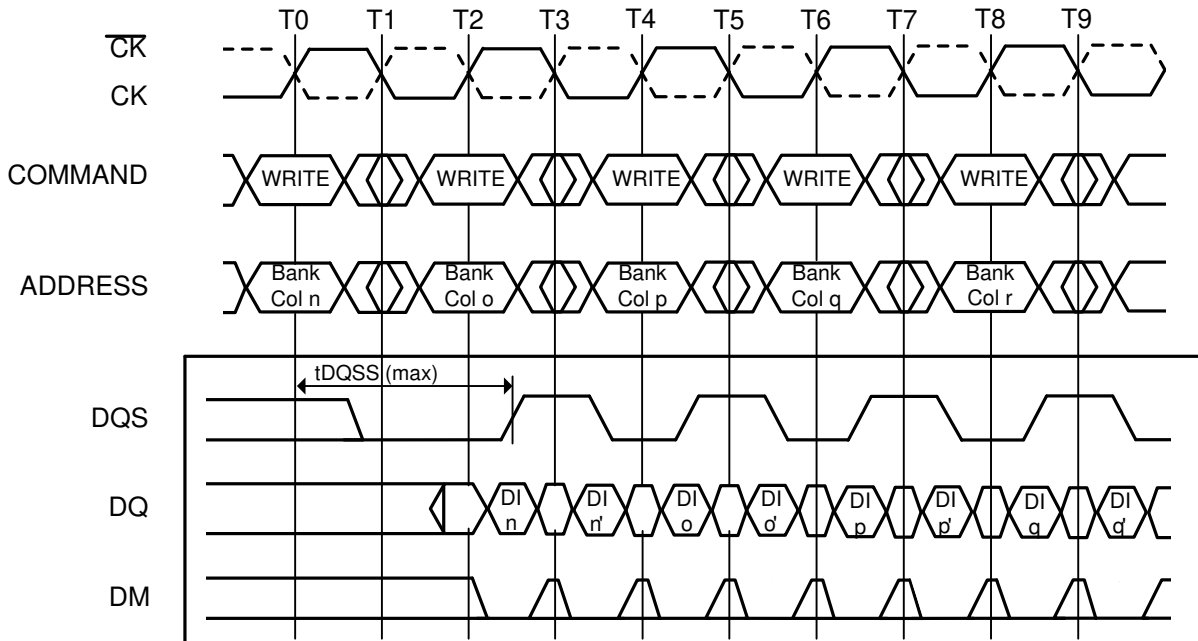 T0 T1 T2 T3 T4 T5 T6 T7 T8 T9
CK
CK
COMMAND WRITE WRITE WRITE WRITE WRITE
ADDRESS
Bank Bank Bank Bank Bank
Col n Col o Col p Col q Col r
tDQSS (max)
DQS
DQ
DI DI DI DI DI DI DI DI
n n' o o' p p' q q'
DM